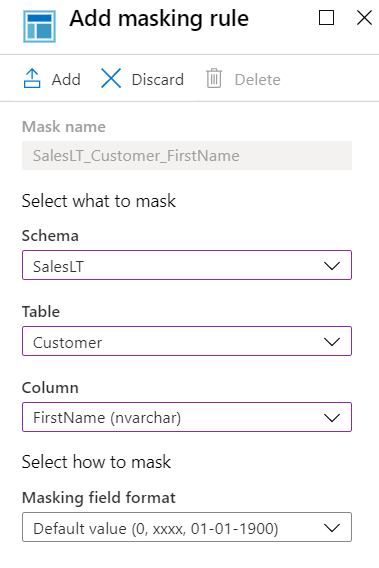 Add masking rule
Add Discard Delete
Mask name
SalesLT_Customer_FirstName
Select what to mask
Schema
SalesLT
Table
Customer
Column
FirstName (nvarchar)
Select how to mask
Masking field format
Default value (0, xxxx, 01-01-1900)